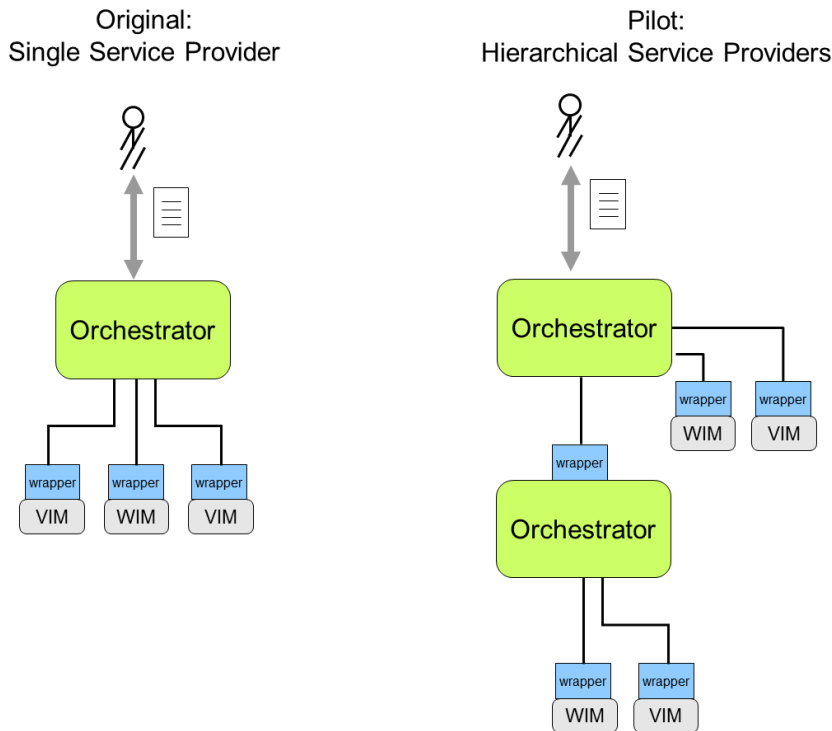 Original:
Single Service Provider
Orchestrator
wrapper
wrapper
wrapper
VIM
WIM
VIM
Pilot:
Hierarchical Service Providers
Orchestrator
wrapper
wrapper
WIM
VIM
wrapper
Orchestrator
wrapper
wrapper
WIM
VIM